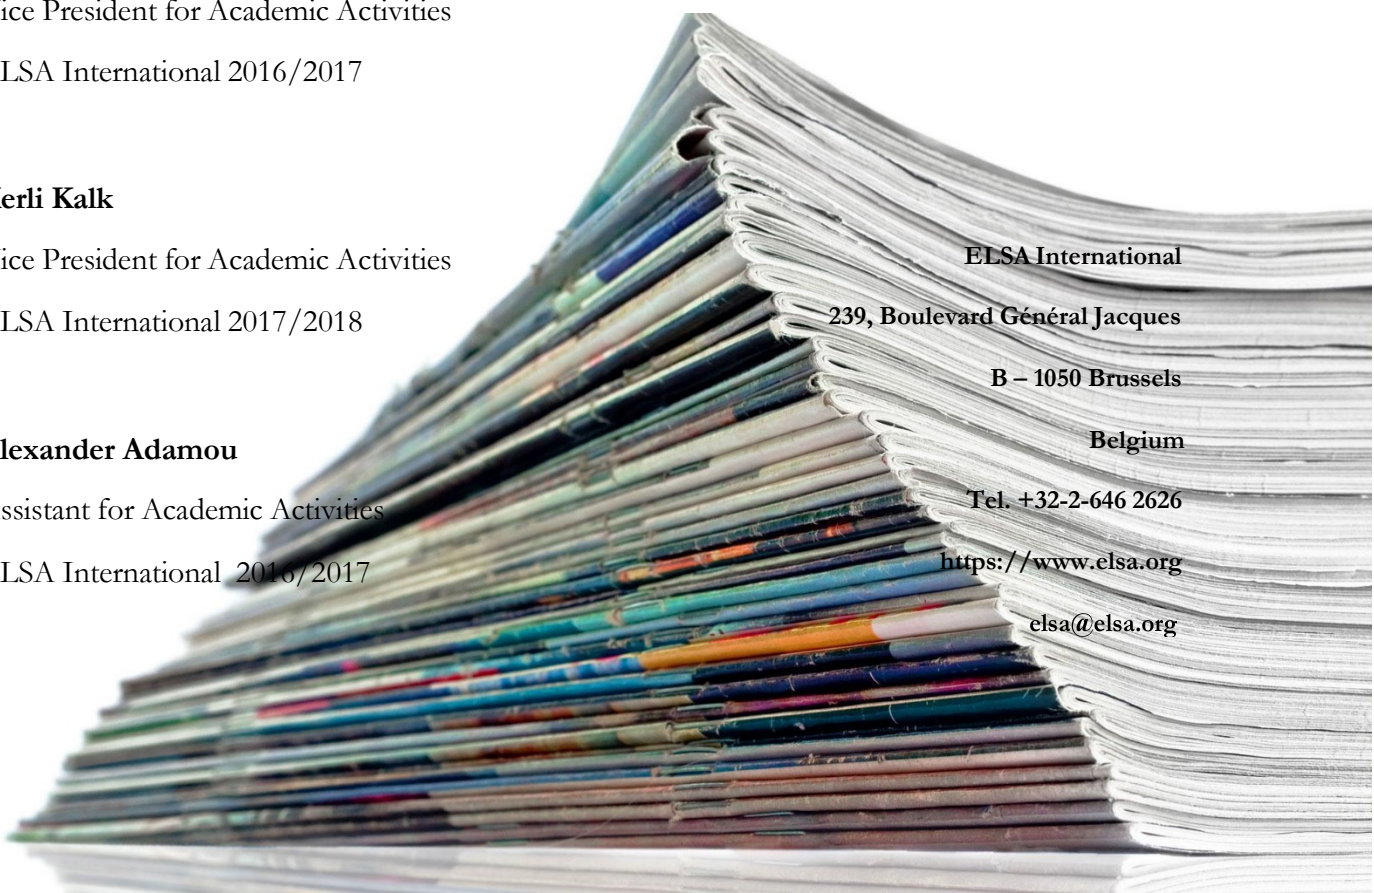 ice President for Academic Activities
LSA International 2016/2017
erli Kalk
ice President for Academic Activities
LSA International 2017/2018
lexander Adamou
ssistant for Academic Activities
LSA International 2016/2017
ELSA International
239, Boulevard Général Jacques
B – 1050 Brussels
Belgium
Tel. +32-2-646 2626
https://www.elsa.org
elsa@elsa.org